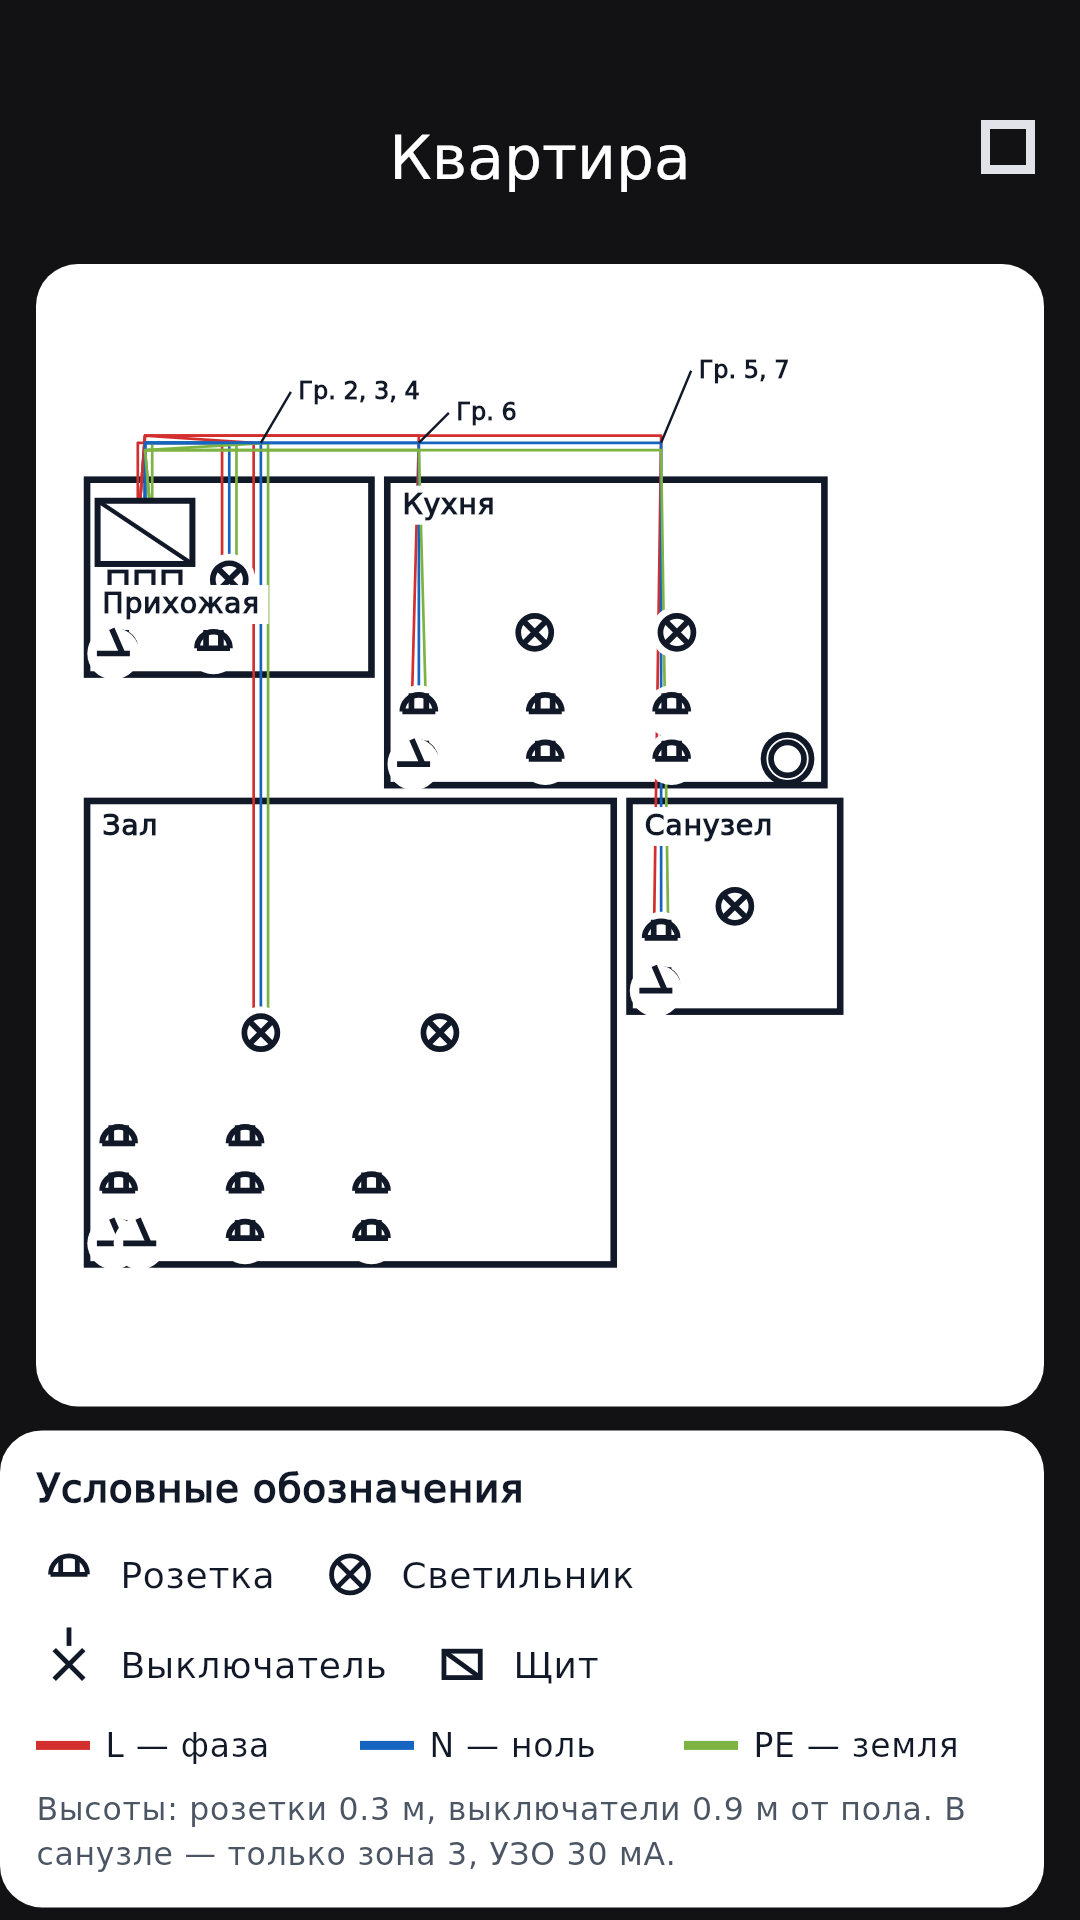 Квартира
Гр. 5, 7
Гр. 2, 3, 4
Гр. 6
Кухня
Прихожая
Зал
Санузел
Условные обозначения
Розетка
Светильник
Выключатель
Щит
L — фаза
N — ноль
PE — земля
Высоты: розетки 0.3 м, выключатели 0.9 м от пола. В
санузле — только зона 3, УЗО 30 мА.